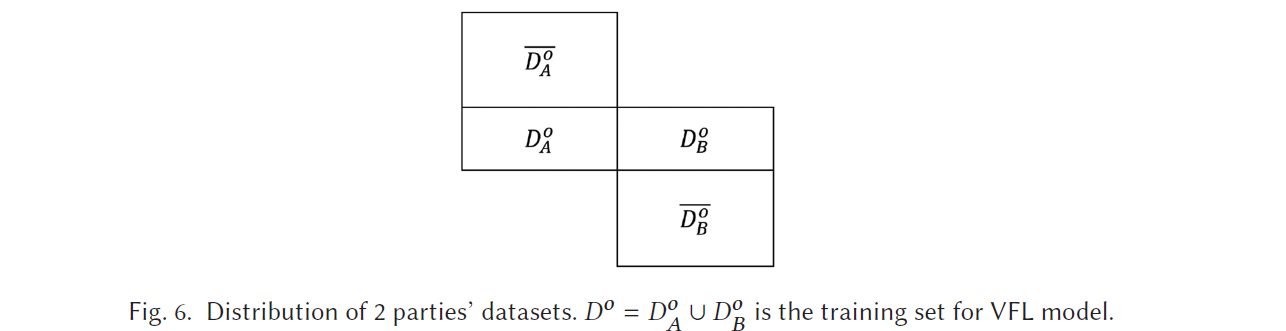 $\overline{D_A^o}$
$D_A^o$ $D_B^o$
$\overline{D_B^o}$
Fig. 6. Distribution of 2 parties’ datasets. $D^o = D_A^o \cup D_B^o$ is the training set for VFL model.